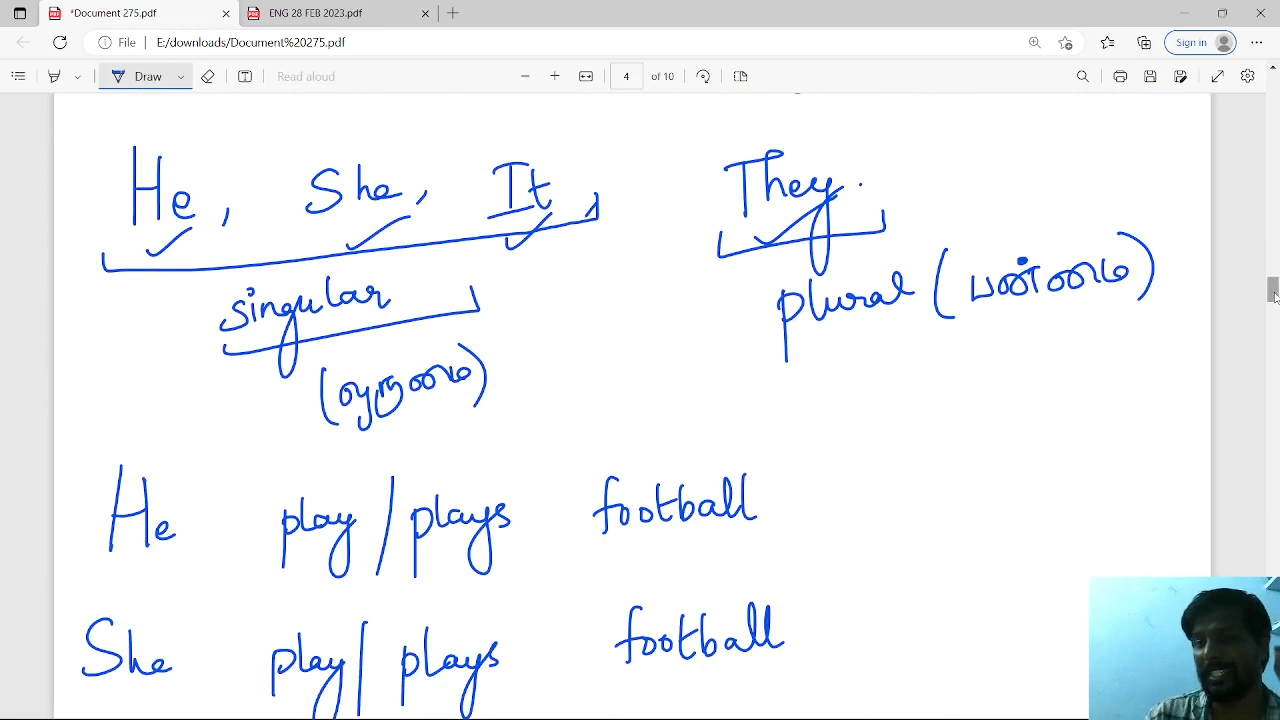 *Document 275.pdf
ENG 28 FEB 2023.pdf
File E:/downloads/Document%20275.pdf
Sign in
Draw
Read aloud
4 of 10
He, She, It They.
singular plural (பன்மை)
(ஒருமை)
He play/plays football
She play/plays football